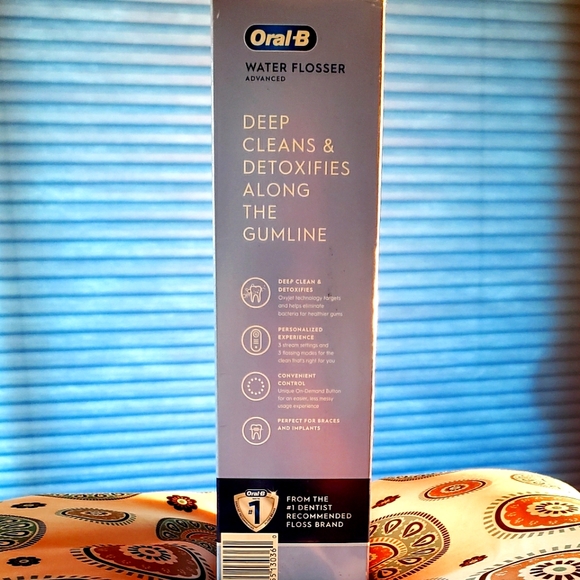 Oral-B
WATER FLOSSER
ADVANCED
DEEP
CLEANS &
DETOXIFIES
ALONG
THE
GUMLINE
DEEP CLEAN &
DETOXIFIES
Oxyjet technology targets
and helps eliminate
bacteria for healthier gums
PERSONALIZED
EXPERIENCE
3 stream settings and
3 flossing modes for the
clean that's right for you
CONVENIENT
CONTROL
Unique On-Demand Button
for an easier, less messy
usage experience
PERFECT FOR BRACES
AND IMPLANTS
Oral-B
#1
FROM THE
#1 DENTIST
RECOMMENDED
FLOSS BRAND